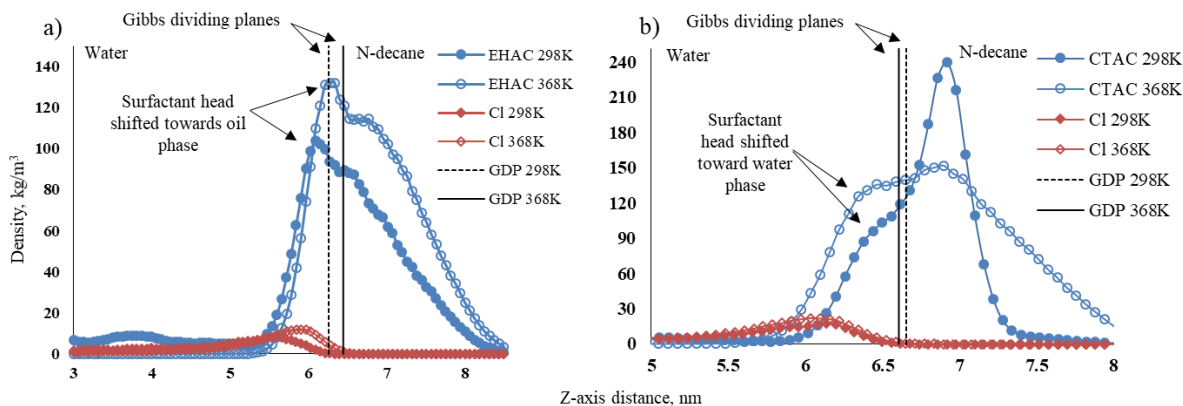 a)
Gibbs dividing planes
Water
N-decane
Surfactant head
shifted towards oil
phase
EHAC 298K
EHAC 368K
Cl 298K
Cl 368K
GDP 298K
GDP 368K
Density, kg/m3
140
120
100
80
60
40
20
0
3
4
5
6
7
8
b)
Gibbs dividing planes
Water
N-decane
Surfactant
head shifted
toward water
phase
CTAC 298K
CTAC 368K
Cl 298K
Cl 368K
GDP 298K
GDP 368K
240
210
180
150
120
90
60
30
0
5
5.5
6
6.5
7
7.5
8
Z-axis distance, nm